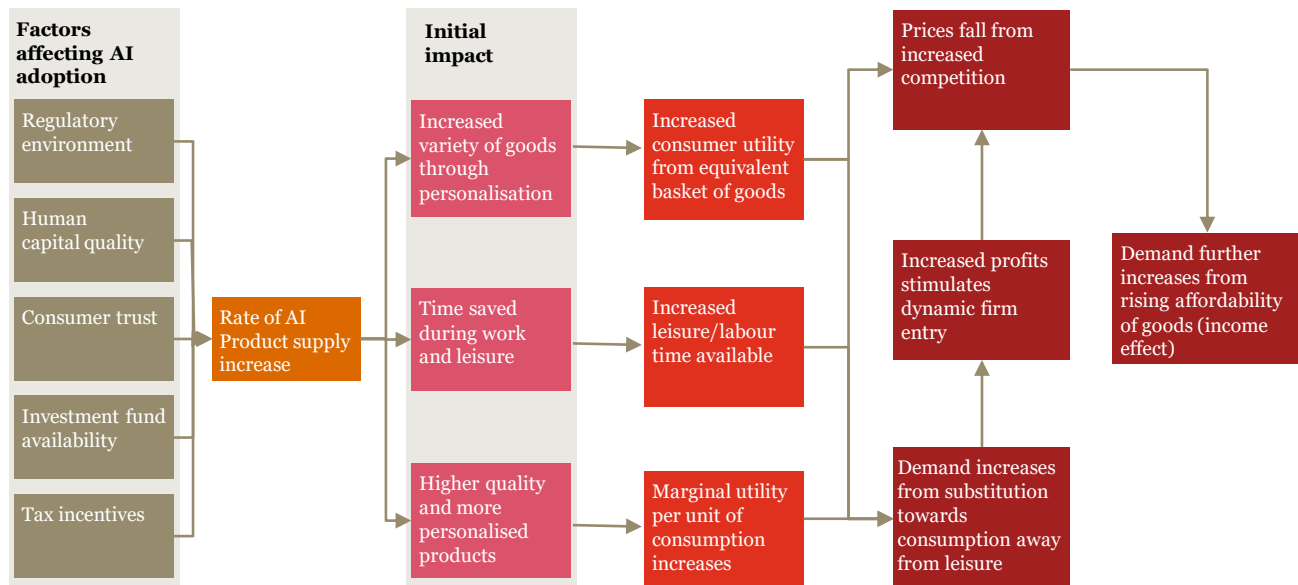 Factors
affecting AI
adoption
Regulatory
environment
Human
capital quality
Consumer trust
Investment fund
availability
Tax incentives
Rate of AI
Product supply
increase
Initial
impact
Increased
variety of goods
through
personalisation
Time saved
during work
and leisure
Higher quality
and more
personalised
products
Increased
consumer utility
from equivalent
basket of goods
Increased
leisure/labour
time available
Marginal utility
per unit of
consumption
increases
Prices fall from
increased
competition
Increased profits
stimulates
dynamic firm
entry
Demand increases
from substitution
towards
consumption away
from leisure
Demand further
increases from
rising affordability
of goods (income
effect)